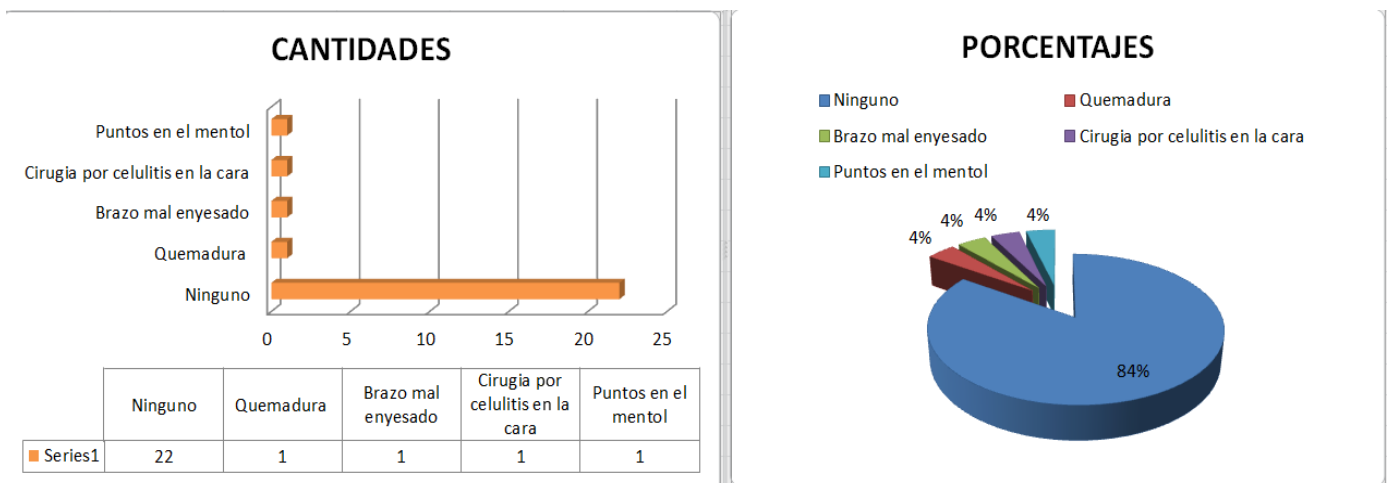 CANTIDADES
Puntos en el mentol
Cirugia por celulitis en la cara
Brazo mal enyesado
Quemadura
Ninguno
0 5 10 15 20 25
Ninguno Quemadura Brazo mal enyesado Cirugia por celulitis en la cara Puntos en el mentol
Series1 22 1 1 1 1
PORCENTAJES
Ninguno Quemadura
Brazo mal enyesado Cirugia por celulitis en la cara
Puntos en el mentol
4% 4% 4% 4%
84%